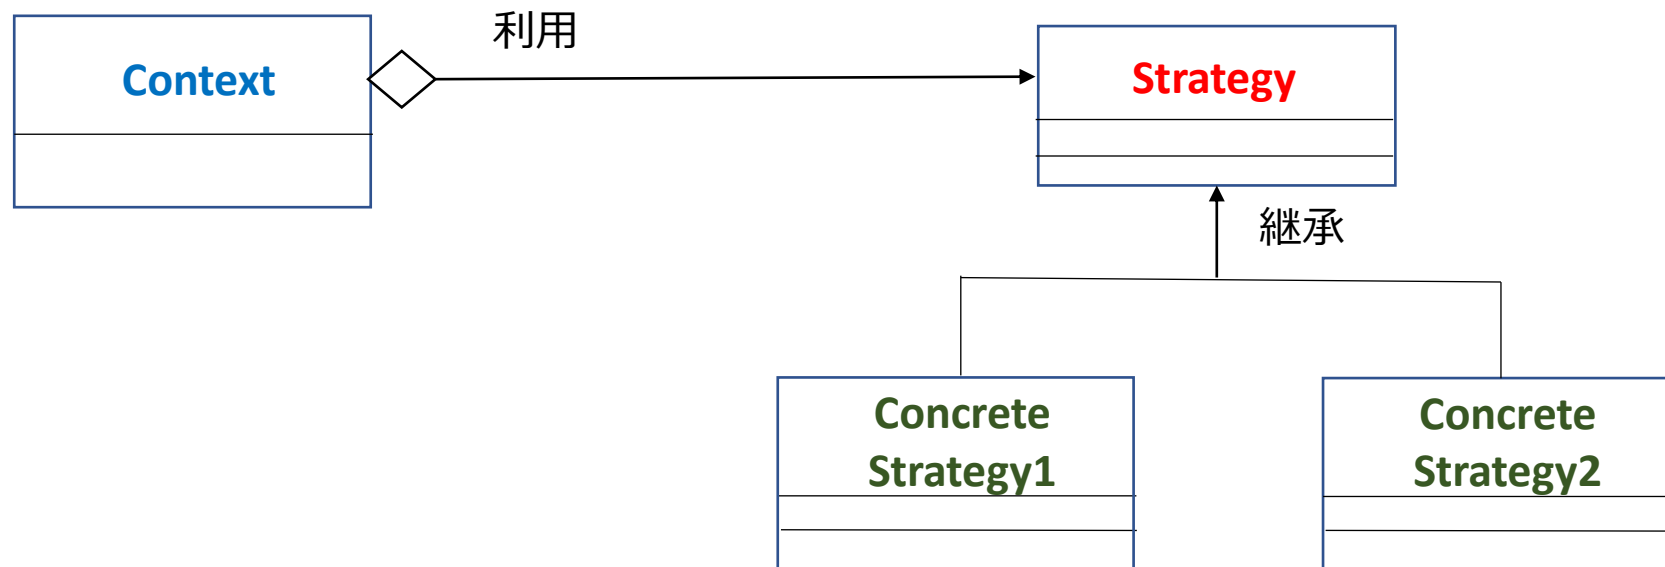 利用
Context
Strategy
継承
Concrete
Strategy1
Concrete
Strategy2